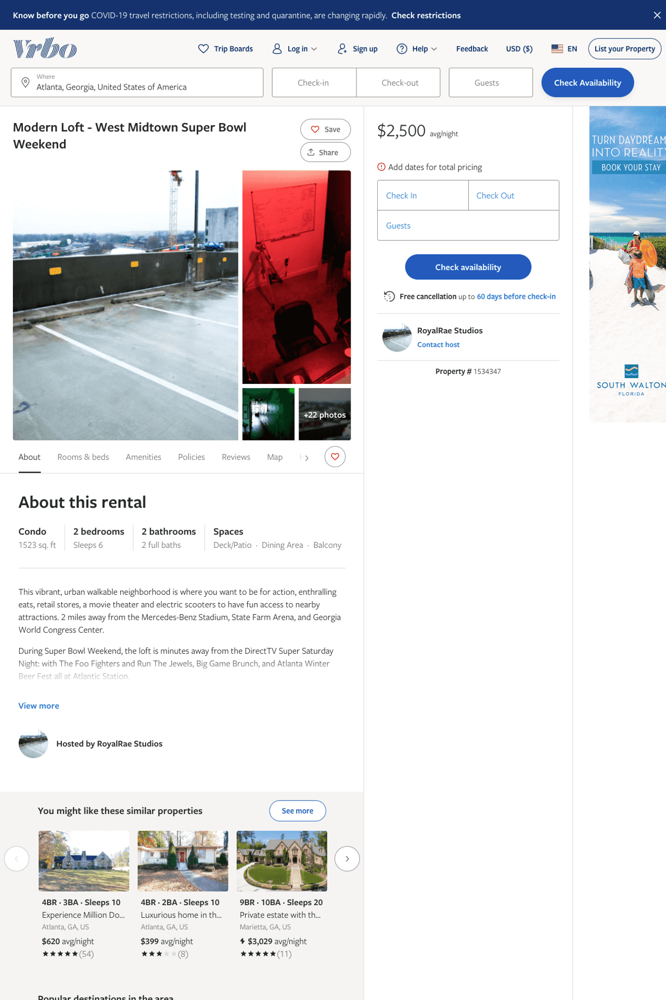 Know before you go COVID-19 travel restrictions, including testing and quarantine, are changing rapidly. Check restrictions
Vrbo
Trip Boards
Log in
Sign up
Help
Feedback
USD ($)
EN
List your Property
Where
Atlanta, Georgia, United States of America
Check-in
Check-out
Guests
Check Availability
Modern Loft - West Midtown Super Bowl
Weekend
Save
Share
+22 photos
$2,500 avg/night
Add dates for total pricing
Check In
Check Out
Guests
Check availability
Free cancellation up to 60 days before check-in
RoyalRae Studios
Contact host
Property # 1534347
TURN DAYDREAM
INTO REALITY
BOOK YOUR STAY
SOUTH WALTON
FLORIDA
About
Rooms & beds
Amenities
Policies
Reviews
Map
H
About this rental
Condo
1523 sq. ft
2 bedrooms
Sleeps 6
2 bathrooms
2 full baths
Spaces
Deck/Patio · Dining Area · Balcony
This vibrant, urban walkable neighborhood is where you want to be for action, enthralling
eats, retail stores, a movie theater and electric scooters to have fun access to nearby
attractions. 2 miles away from the Mercedes-Benz Stadium, State Farm Arena, and Georgia
World Congress Center.
During Super Bowl Weekend, the loft is minutes away from the DirectTV Super Saturday
Night: with The Foo Fighters and Run The Jewels, Big Game Brunch, and Atlanta Winter
Beer Fest all at Atlantic Station.
View more
Hosted by RoyalRae Studios
You might like these similar properties
See more
4BR · 3BA · Sleeps 10
Experience Million Do...
Atlanta, GA, US
$620 avg/night
(54)
4BR · 2BA · Sleeps 10
Luxurious home in th...
Atlanta, GA, US
$399 avg/night
(8)
9BR · 10BA · Sleeps 20
Private estate with th...
Marietta, GA, US
$3,029 avg/night
(11)
Popular destinations in the area